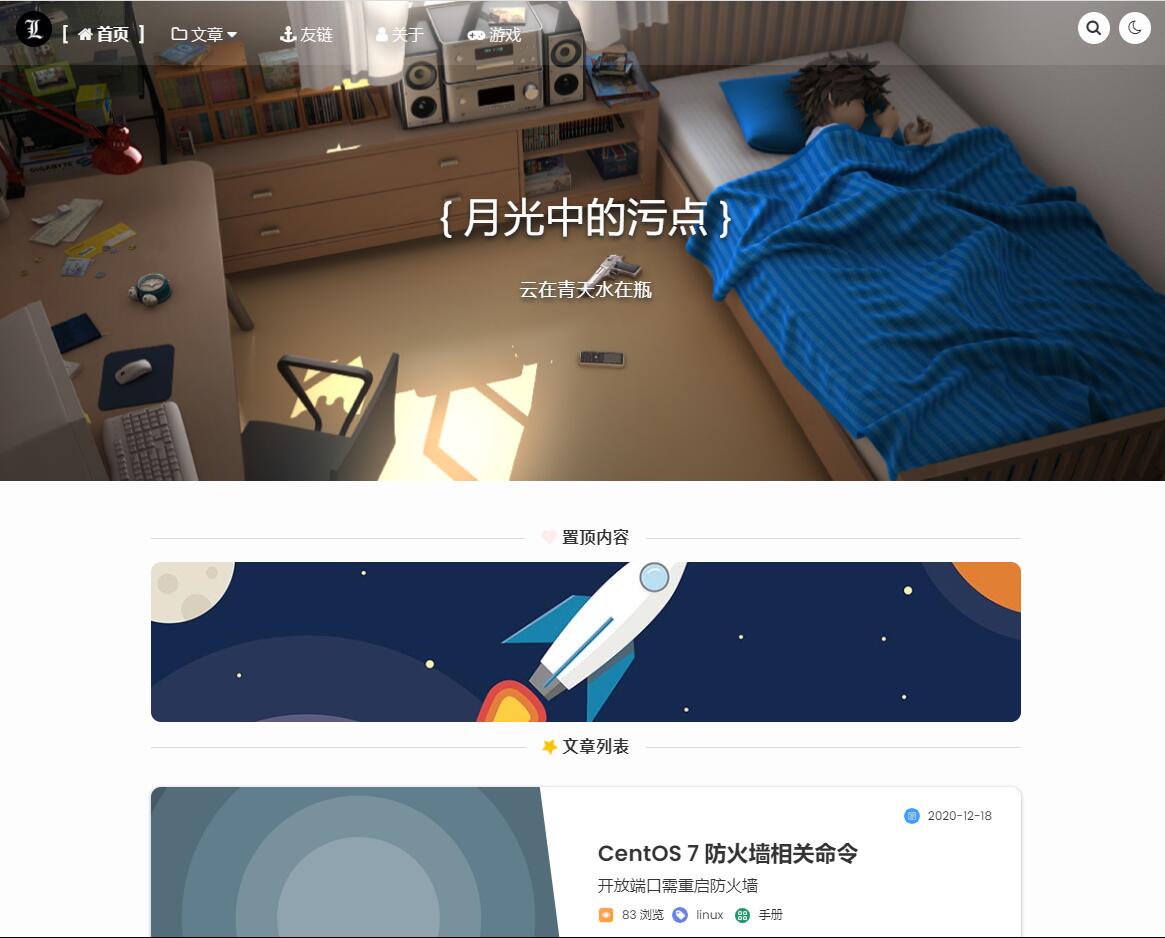 L [ 首页 ] 文章 友链 关于 游戏
GIGABYTE
{ 月光中的污点 }
云在青天水在瓶
置顶内容
文章列表
2020-12-18
CentOS 7 防火墙相关命令
开放端口需重启防火墙
83 浏览 linux 手册